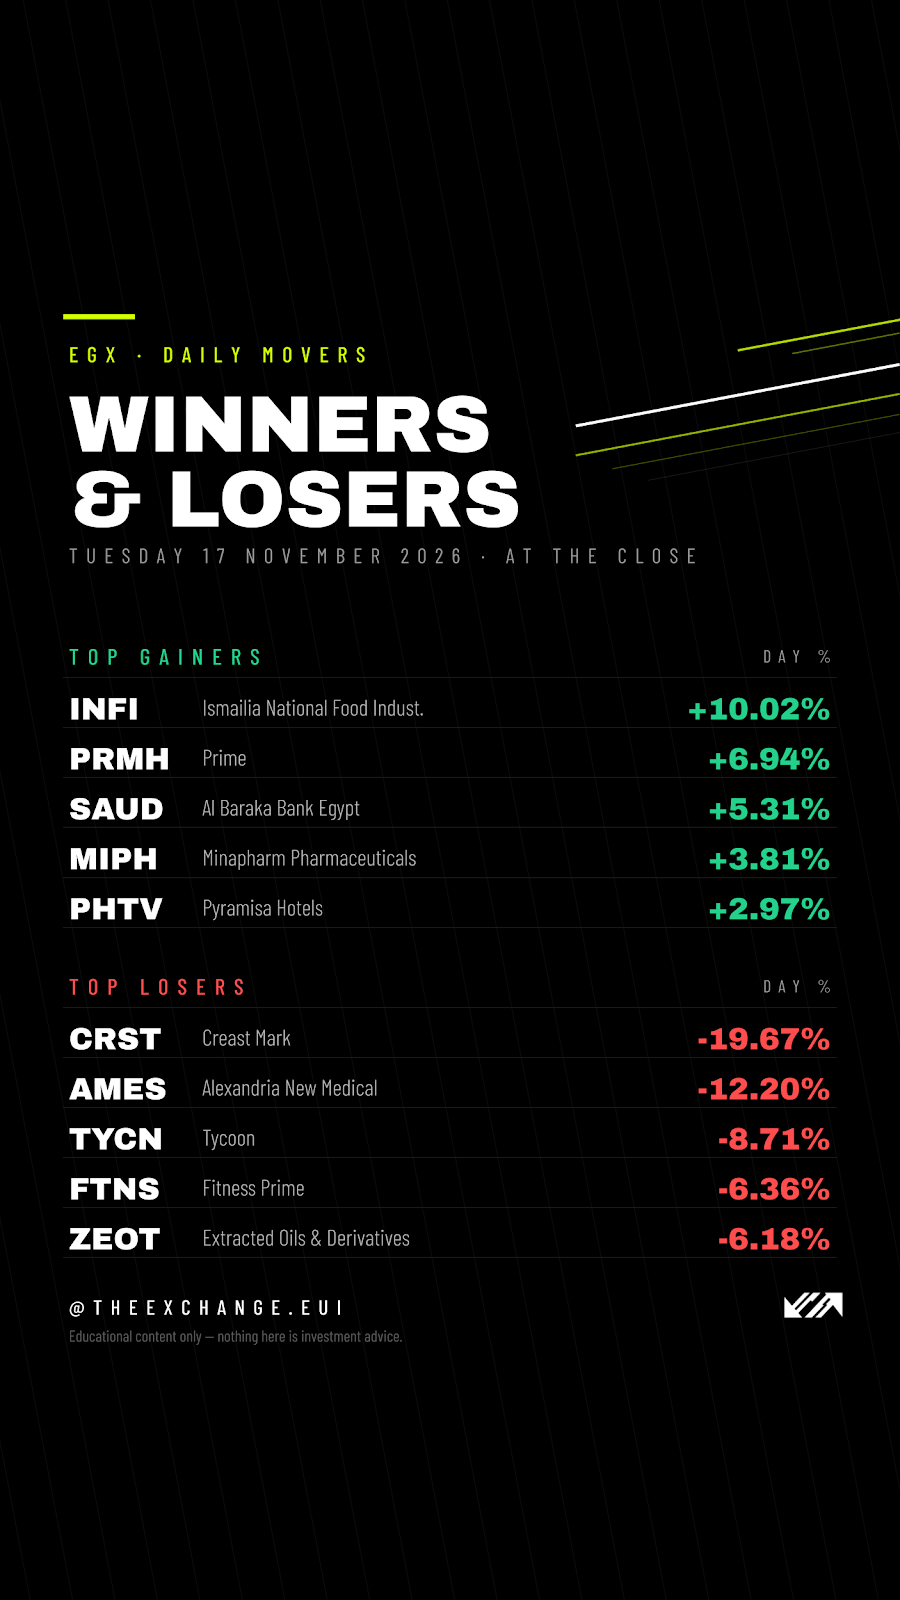 EGX · DAILY MOVERS
WINNERS
& LOSERS
TUESDAY 17 NOVEMBER 2026 · AT THE CLOSE
TOP GAINERS DAY %
INFI Ismailia National Food Indust. +10.02%
PRMH Prime +6.94%
SAUD Al Baraka Bank Egypt +5.31%
MIPH Minapharm Pharmaceuticals +3.81%
PHTV Pyramisa Hotels +2.97%
TOP LOSERS DAY %
CRST Creast Mark -19.67%
AMES Alexandria New Medical -12.20%
TYCN Tycoon -8.71%
FTNS Fitness Prime -6.36%
ZEOT Extracted Oils & Derivatives -6.18%
@THEEXCHANGE.EUI
Educational content only — nothing here is investment advice.